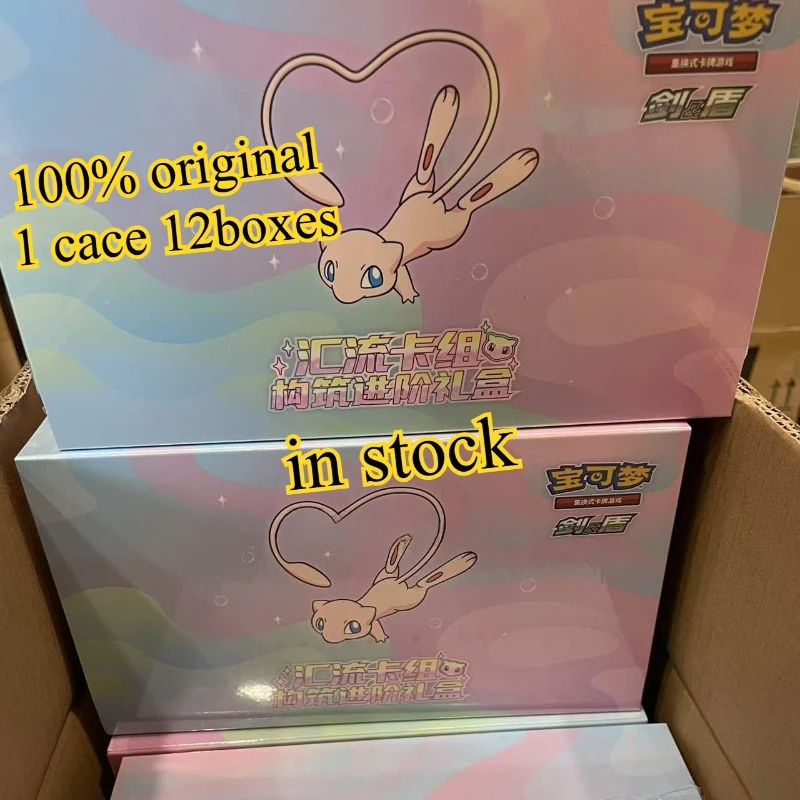 宝可梦
集换式卡牌游戏
剑&盾
100% original
1 cace 12boxes
汇流卡组
构筑进阶礼盒
in stock
宝可梦
集换式卡牌游戏
剑&盾
汇流卡组
构筑进阶礼盒